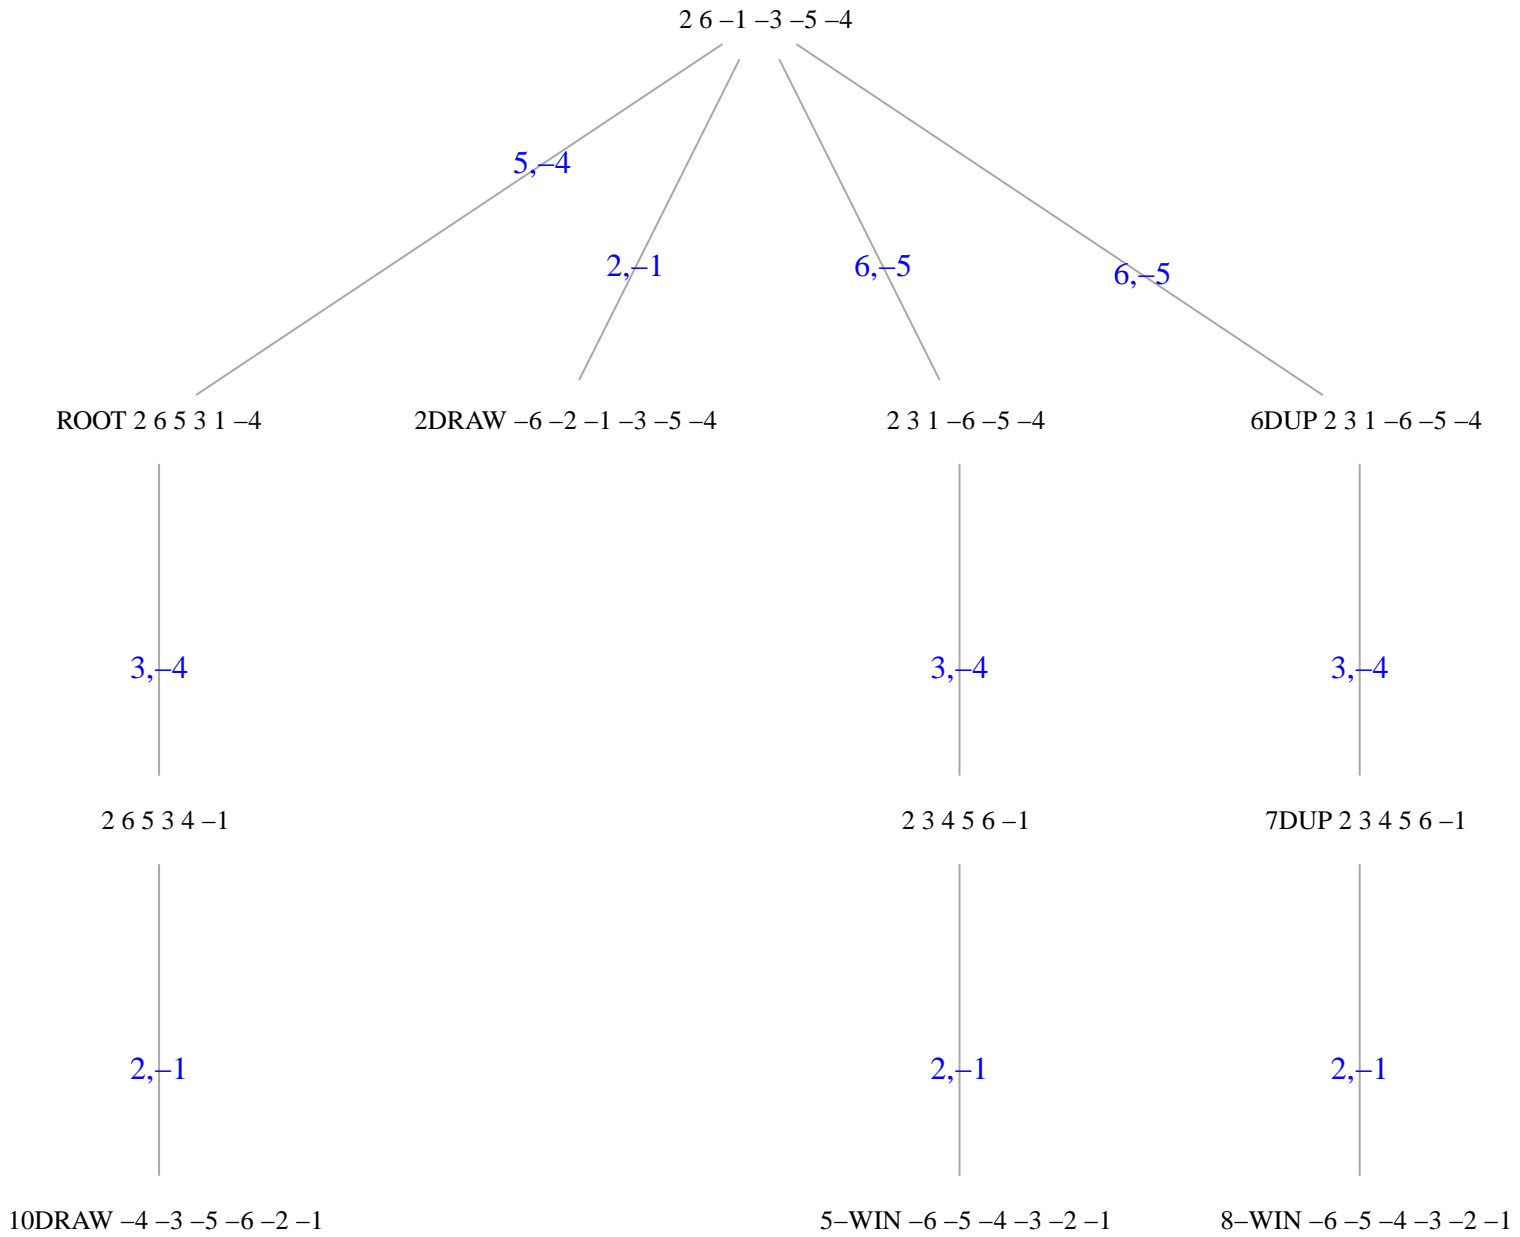 2 6 –1 –3 –5 –4
5,–4
2,–1
6,–5
6,–5
ROOT 2 6 5 3 1 –4
2DRAW –6 –2 –1 –3 –5 –4
2 3 1 –6 –5 –4
6DUP 2 3 1 –6 –5 –4
3,–4
3,–4
3,–4
2 6 5 3 4 –1
2 3 4 5 6 –1
7DUP 2 3 4 5 6 –1
2,–1
2,–1
2,–1
10DRAW –4 –3 –5 –6 –2 –1
5–WIN –6 –5 –4 –3 –2 –1
8–WIN –6 –5 –4 –3 –2 –1